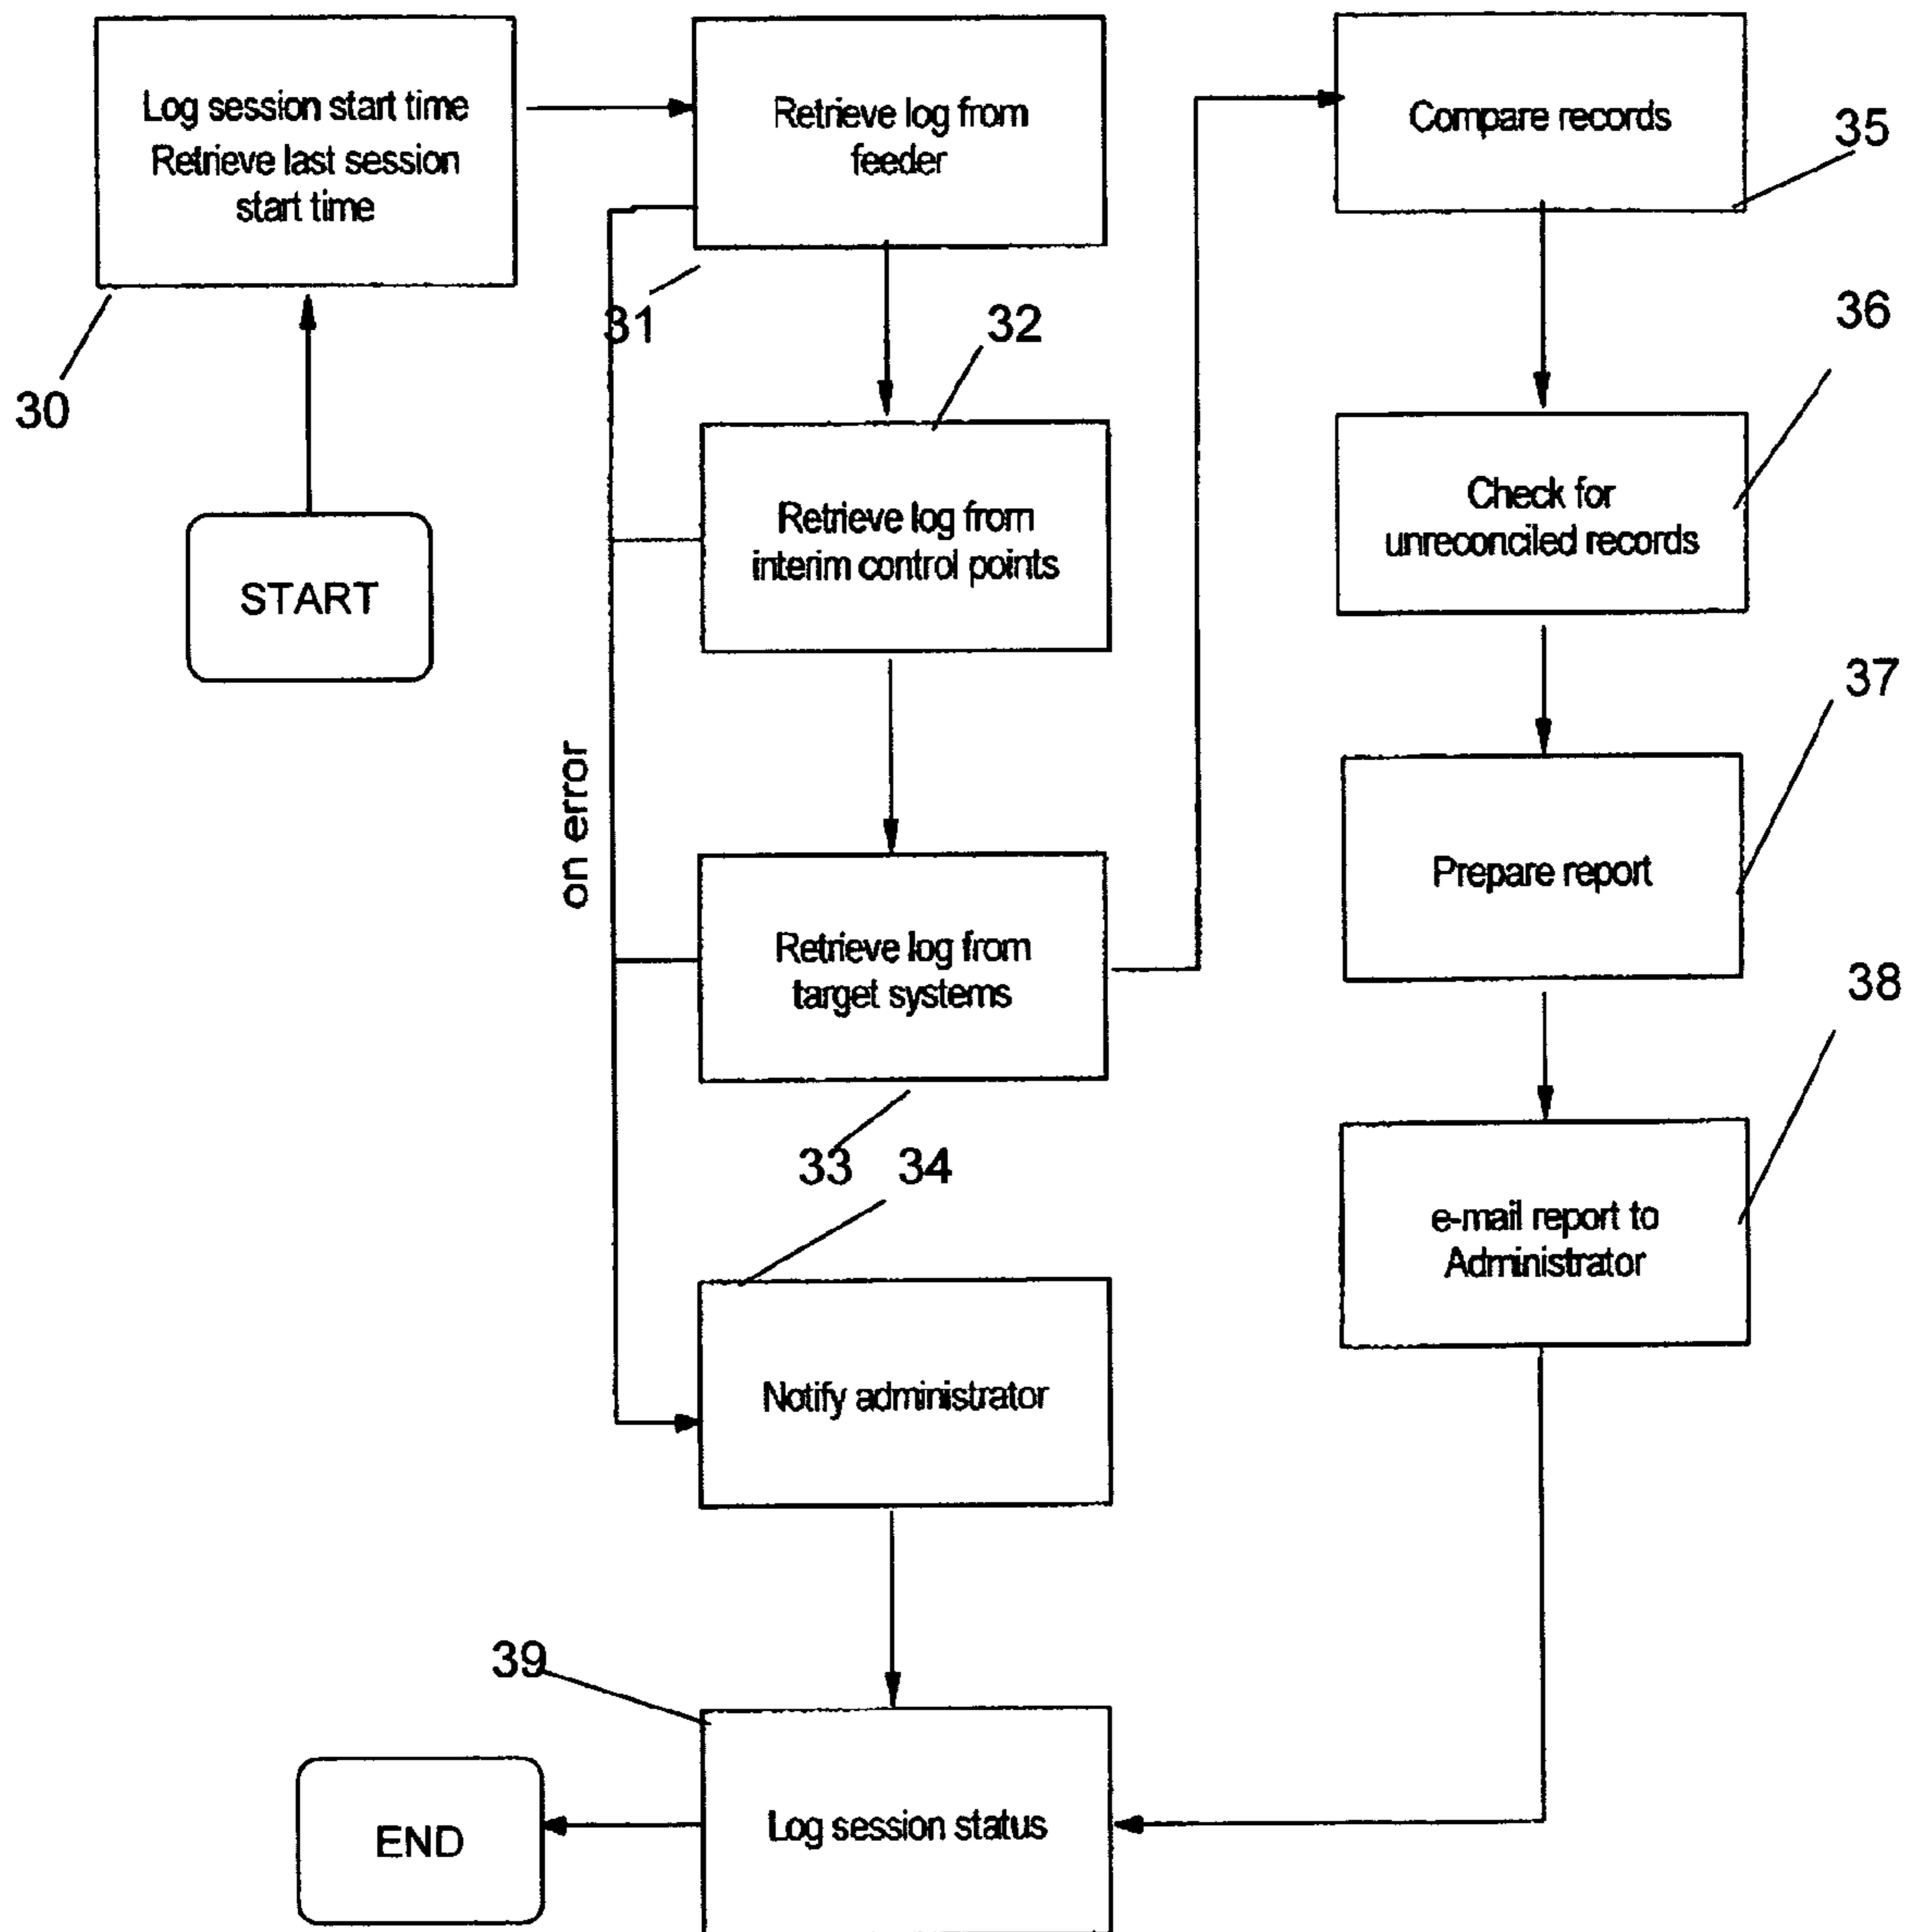 Log session start time
Retrieve last session
start time
30
START
Retrieve log from
feeder
31
32
Retrieve log from
interim control points
on error
Retrieve log from
target systems
33
34
Notify administrator
39
Log session status
END
Compare records
35
36
Check for
unreconciled records
37
Prepare report
38
e-mail report to
Administrator